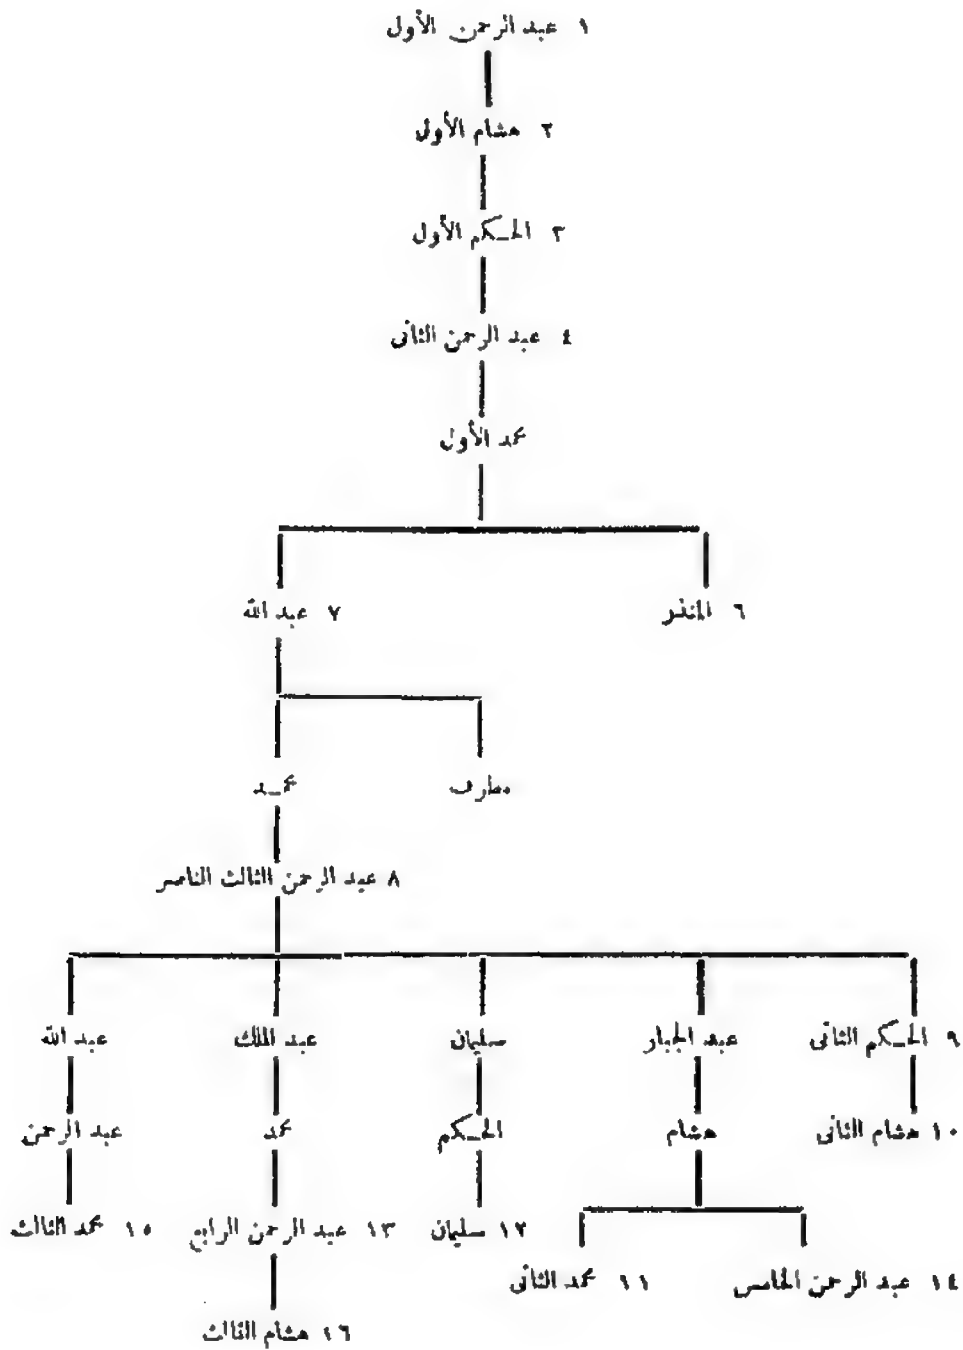 ١ عبد الرحمن الأول
٢ هشام الأول
٣ الحكم الأول
٤ عبد الرحمن الثانى
محمد الأول
٦ المنذر
٧ عبد الله
مطرف
محمد
٨ عبد الرحمن الثالث الناصر
٩ الحكم الثانى
عبد الجبار
سليمان
عبد الملك
عبد الله
١٠ هشام الثانى
هشام
الحكم
محمد
عبد الرحمن
١٢ سليمان
١٣ عبد الرحمن الرابع
١٥ محمد الثالث
١٤ عبد الرحمن الخامس
١١ محمد الثانى
١٦ هشام الثالث